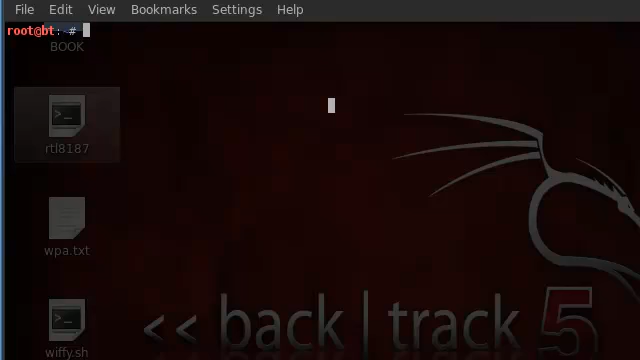 File Edit View Bookmarks Settings Help
root@bt:~#
BOOK
rtl8187
wpa.txt
wiffy.sh
<< back | track 5